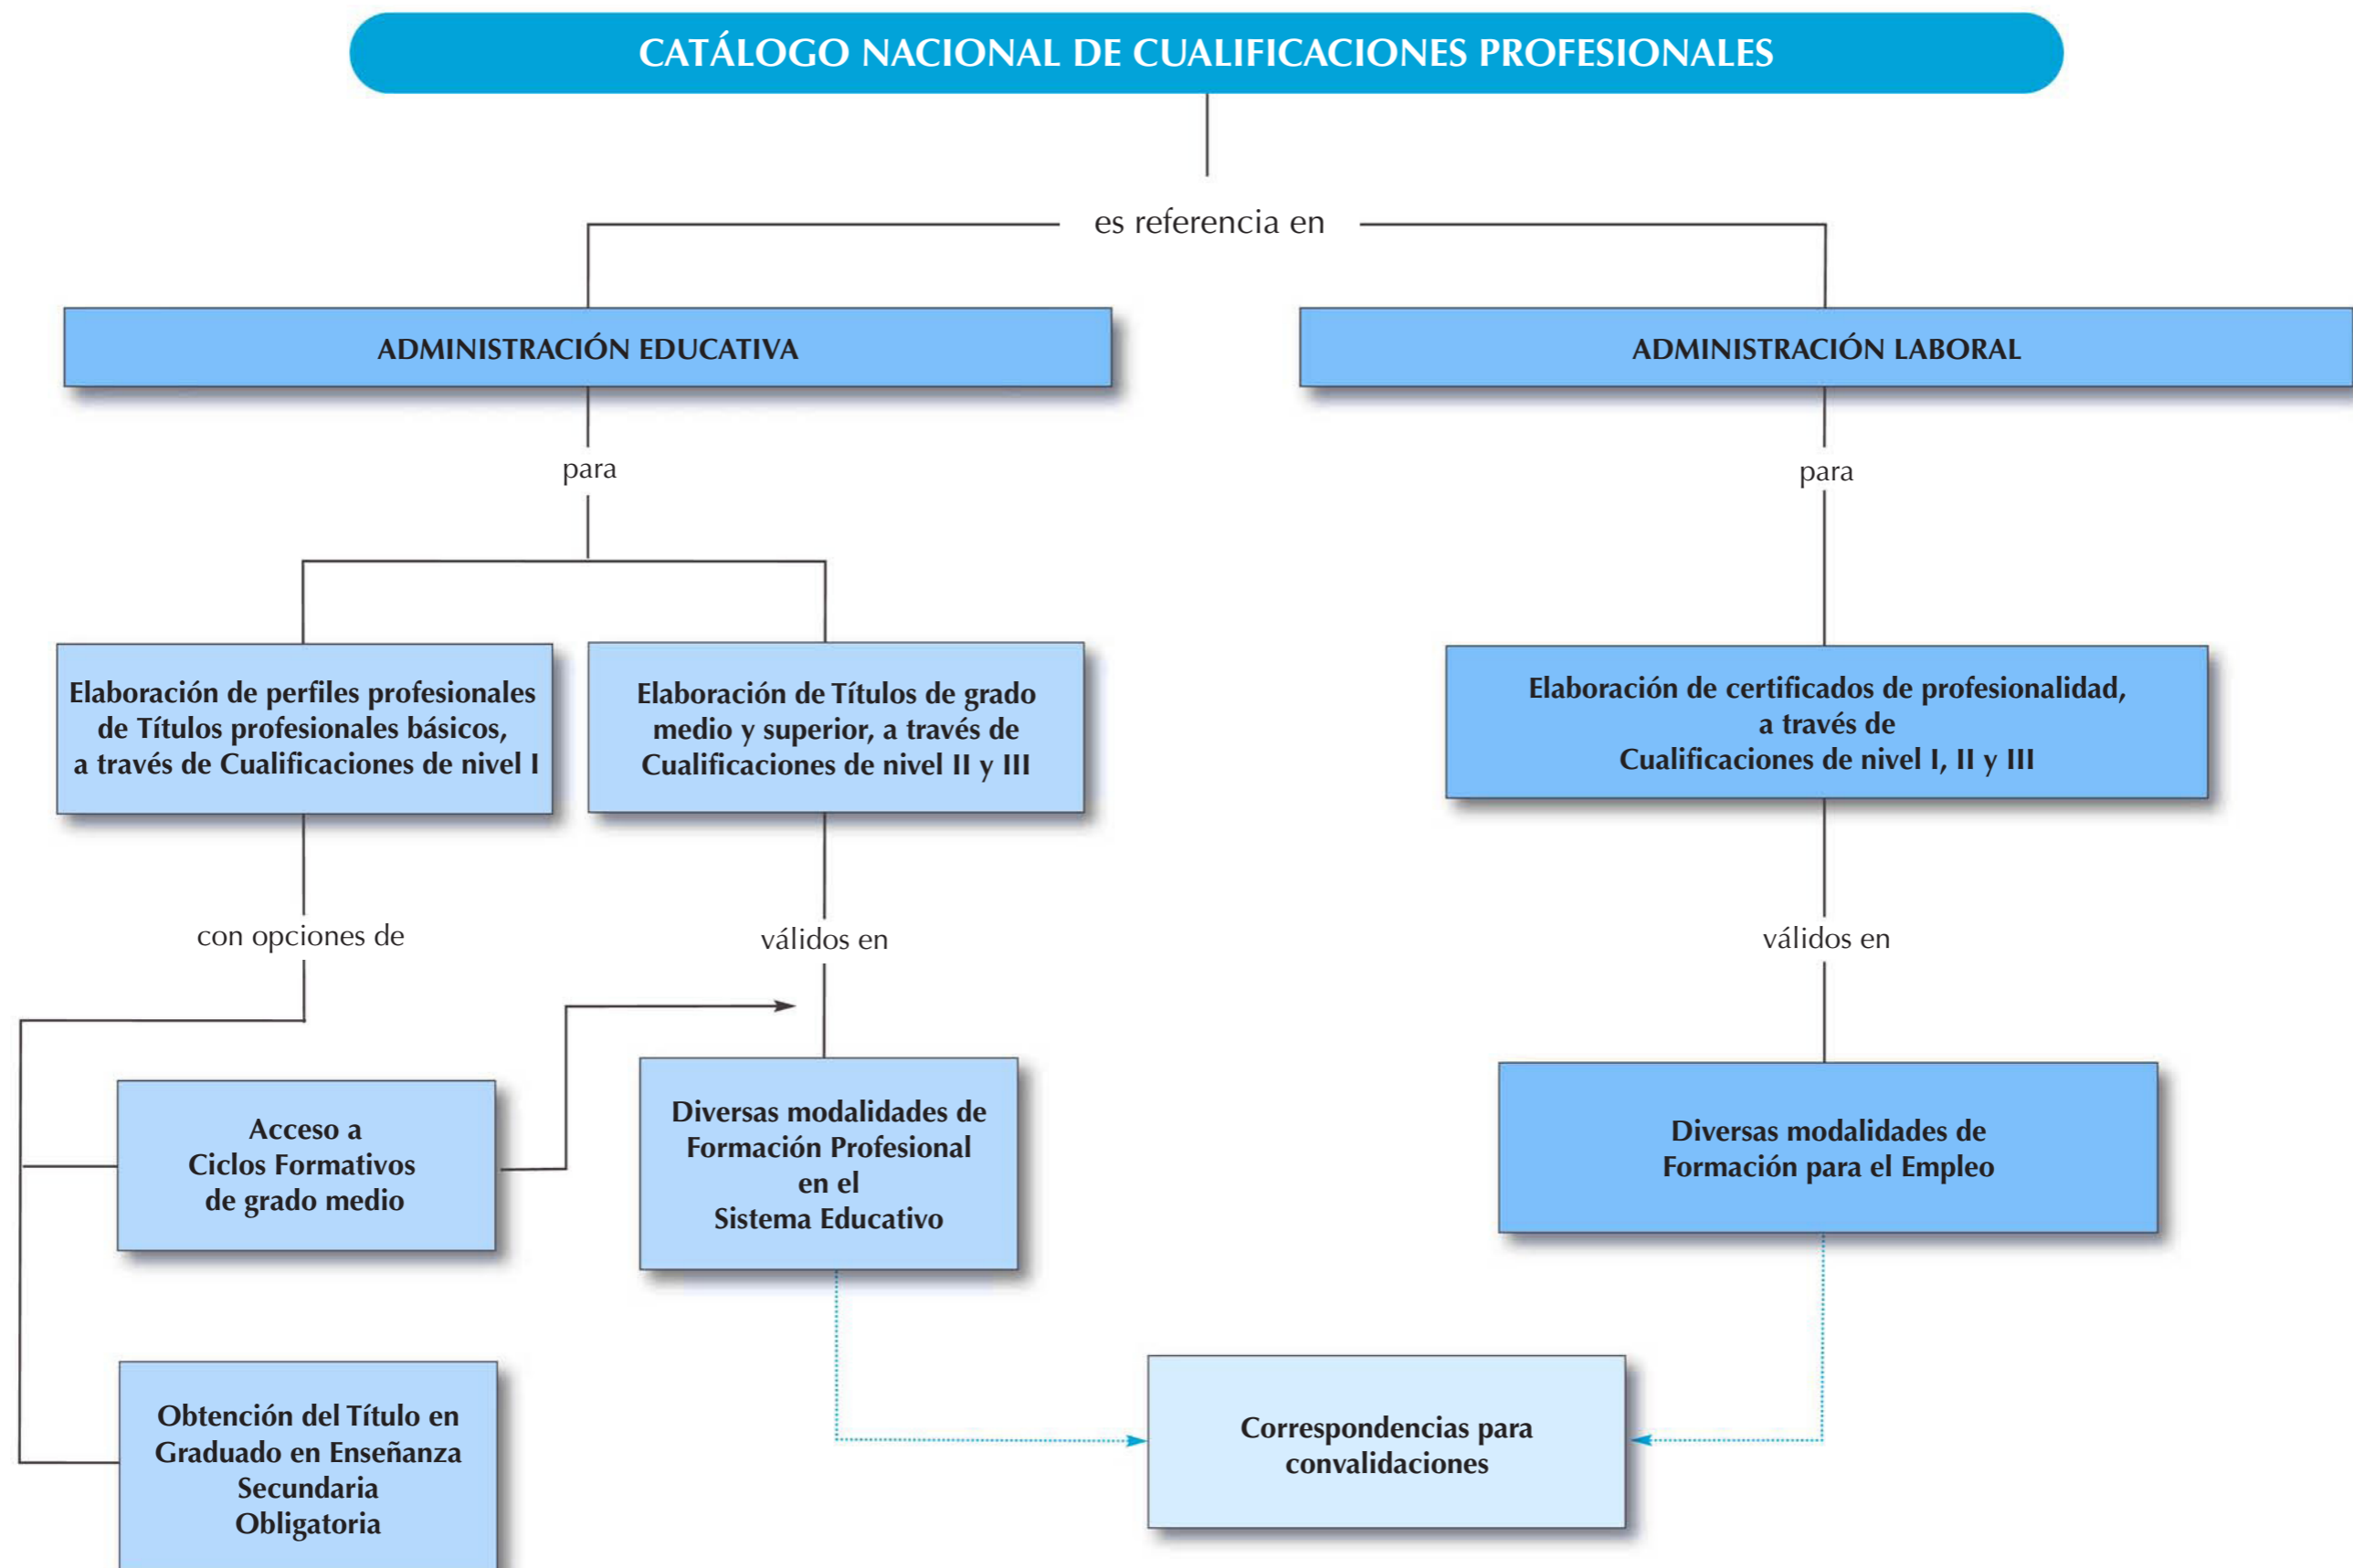 CATÁLOGO NACIONAL DE CUALIFICACIONES PROFESIONALES
es referencia en
ADMINISTRACIÓN EDUCATIVA
ADMINISTRACIÓN LABORAL
para
para
Elaboración de perfiles profesionales
de Títulos profesionales básicos,
a través de Cualificaciones de nivel I
Elaboración de Títulos de grado
medio y superior, a través de
Cualificaciones de nivel II y III
Elaboración de certificados de profesionalidad,
a través de
Cualificaciones de nivel I, II y III
con opciones de
válidos en
válidos en
Acceso a
Ciclos Formativos
de grado medio
Diversas modalidades de
Formación Profesional
en el
Sistema Educativo
Diversas modalidades de
Formación para el Empleo
Obtención del Título en
Graduado en Enseñanza
Secundaria
Obligatoria
Correspondencias para
convalidaciones